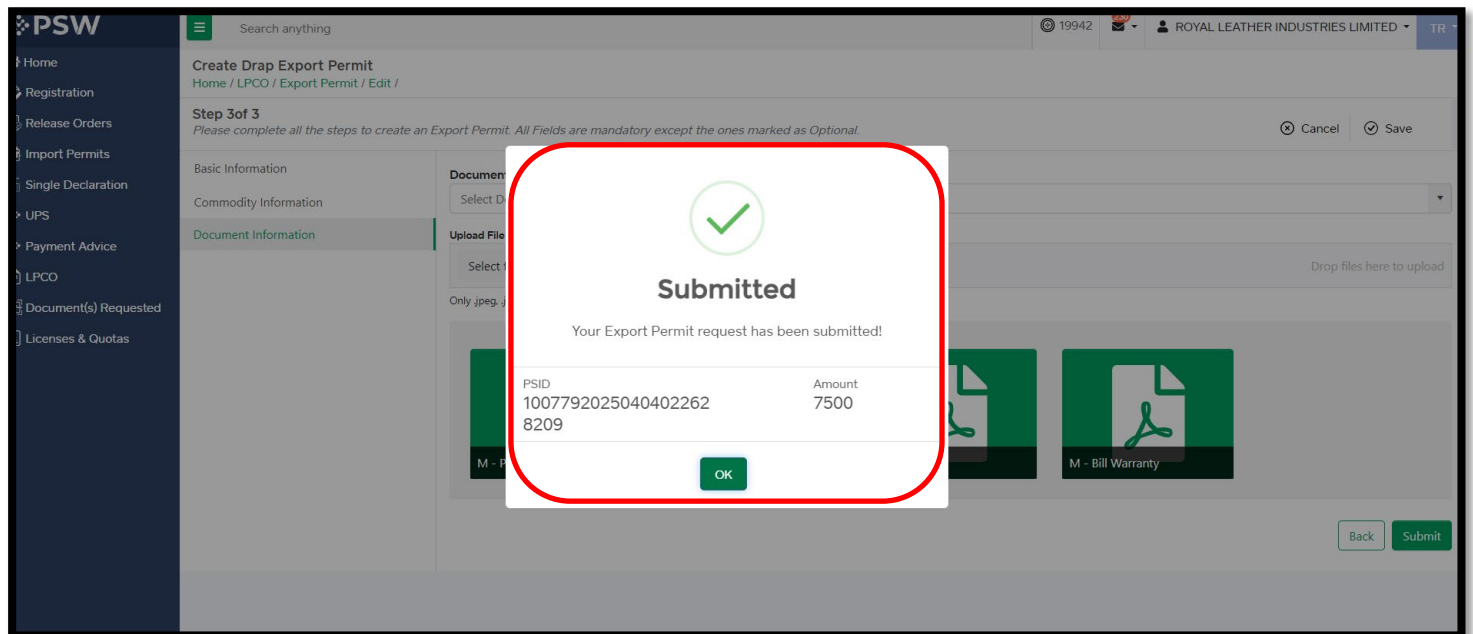 PSW
Search anything
19942
230
ROYAL LEATHER INDUSTRIES LIMITED
TR
Home
Registration
Release Orders
Import Permits
Single Declaration
UPS
Payment Advice
LPCO
Document(s) Requested
Licenses & Quotas
Create Drap Export Permit
Home / LPCO / Export Permit / Edit /
Step 3of 3
Please complete all the steps to create an Export Permit. All Fields are mandatory except the ones marked as Optional.
Cancel
Save
Basic Information
Commodity Information
Document Information
Documen
Select D
Upload File
Select
Drop files here to upload
Only .jpeg, .j
Submitted
Your Export Permit request has been submitted!
PSID
1007792025040402262
8209
Amount
7500
OK
M - P
M - Bill Warranty
Back
Submit